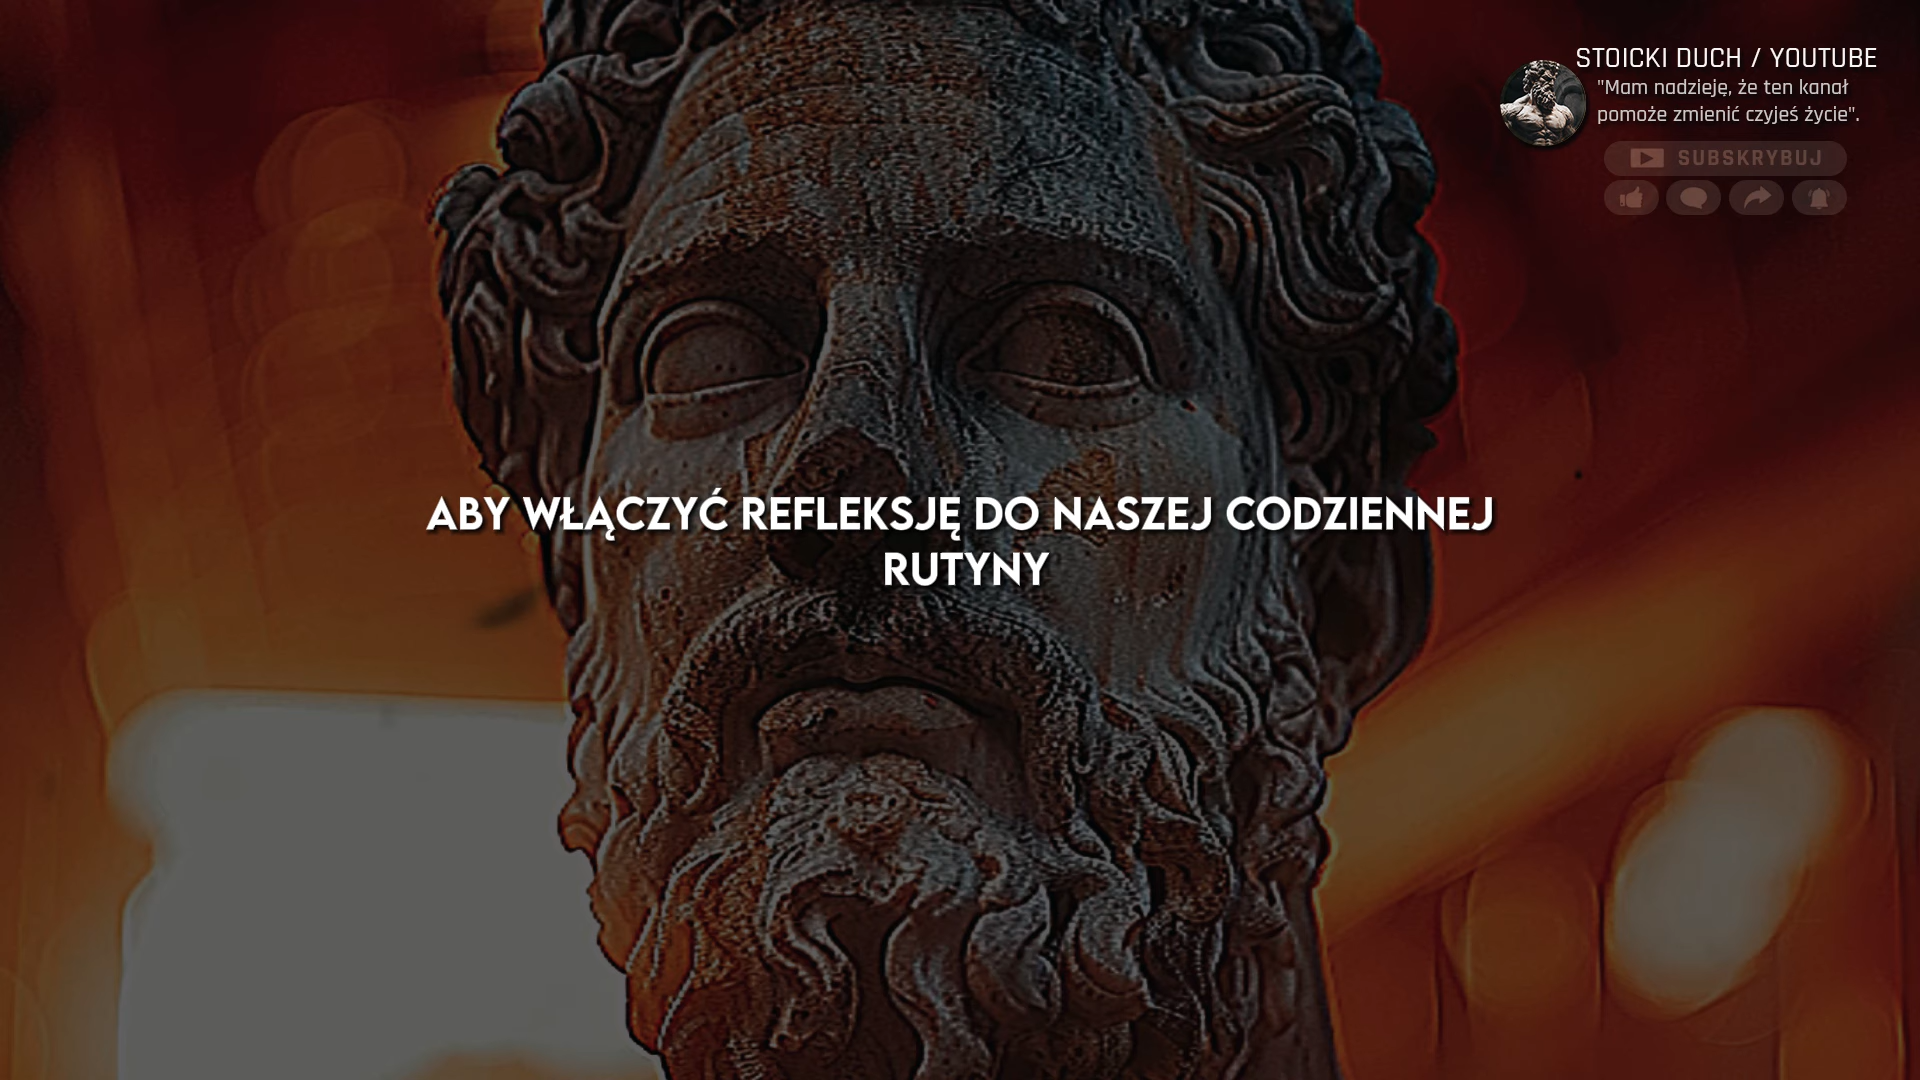 STOICKI DUCH / YOUTUBE
"Mam nadzieję, że ten kanał
pomoże zmienić czyjeś życie".
SUBSKRYBUJ
ABY WŁĄCZYĆ REFLEKSJĘ DO NASZEJ CODZIENNEJ
RUTYNY